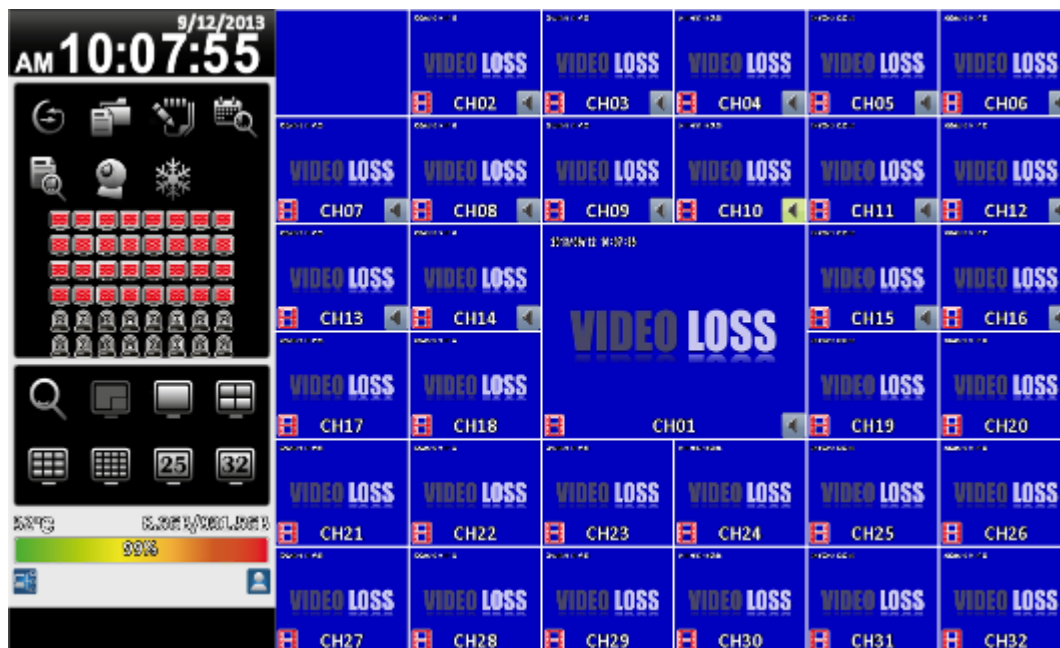 9/12/2013
AM 10:07:55
25
32
99%
VIDEO LOSS VIDEO LOSS VIDEO LOSS VIDEO LOSS VIDEO LOSS
CH02 CH03 CH04 CH05 CH06
VIDEO LOSS VIDEO LOSS VIDEO LOSS VIDEO LOSS VIDEO LOSS VIDEO LOSS
CH07 CH08 CH09 CH10 CH11 CH12
VIDEO LOSS VIDEO LOSS VIDEO LOSS VIDEO LOSS
CH13 CH14 CH15 CH16
VIDEO LOSS
VIDEO LOSS VIDEO LOSS VIDEO LOSS VIDEO LOSS
CH17 CH18 CH01 CH19 CH20
VIDEO LOSS VIDEO LOSS VIDEO LOSS VIDEO LOSS VIDEO LOSS VIDEO LOSS
CH21 CH22 CH23 CH24 CH25 CH26
VIDEO LOSS VIDEO LOSS VIDEO LOSS VIDEO LOSS VIDEO LOSS VIDEO LOSS
CH27 CH28 CH29 CH30 CH31 CH32